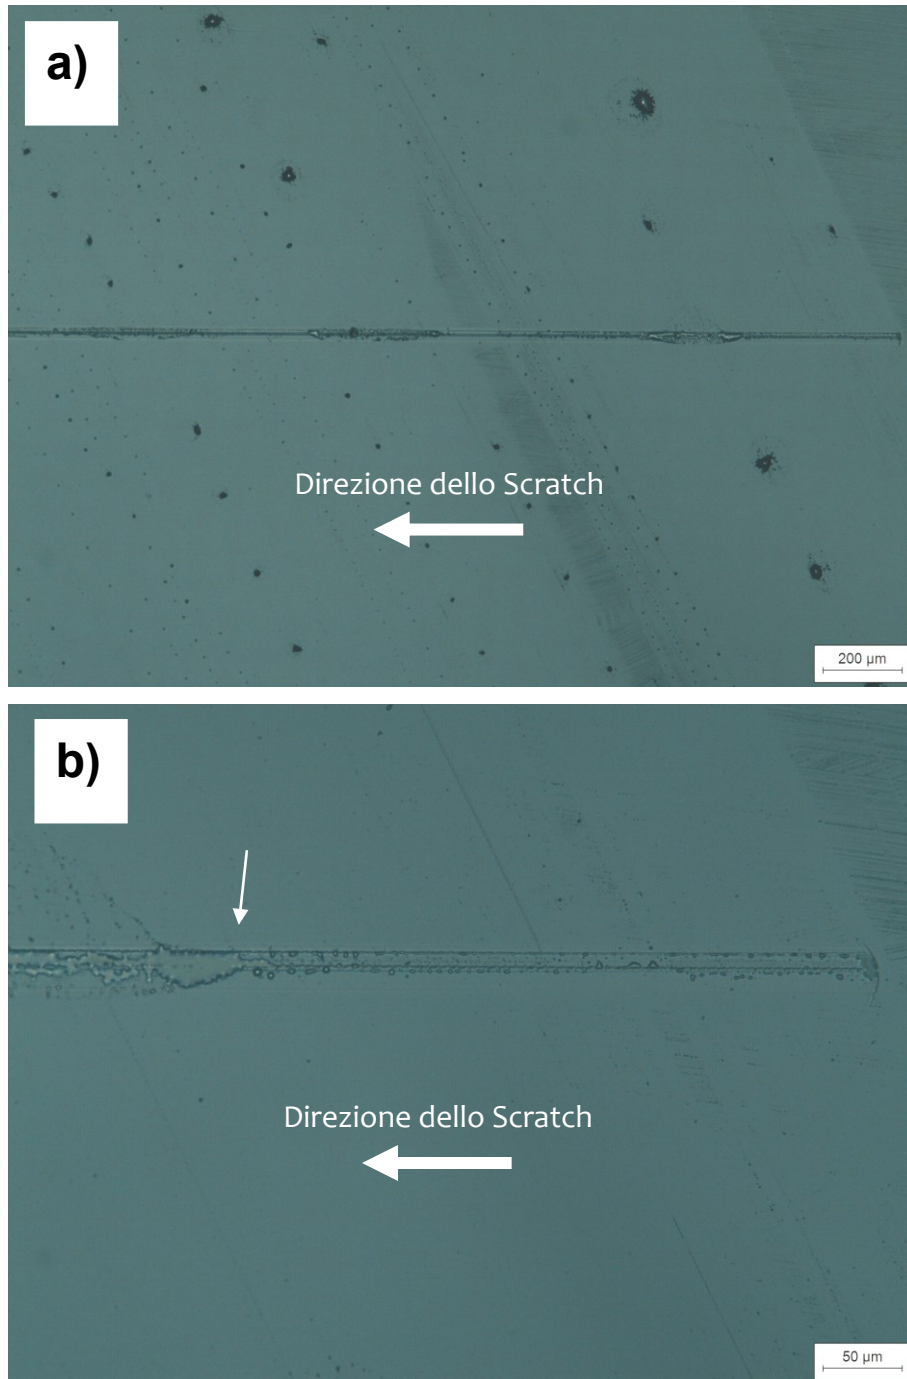 a)
Direzione dello Scratch
200 µm
b)
Direzione dello Scratch
50 µm